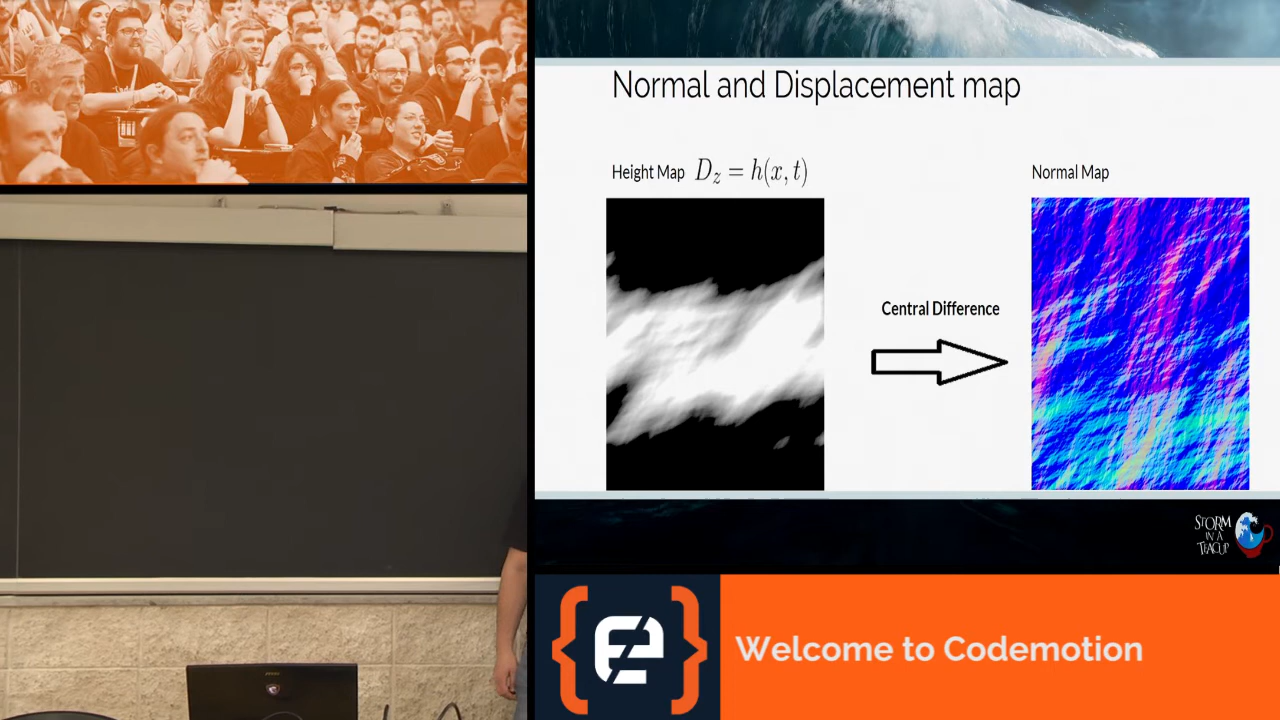 Normal and Displacement map
Height Map D_z = h(x, t)
Normal Map
Central Difference
STORM
IN A
TEACUP
Welcome to Codemotion